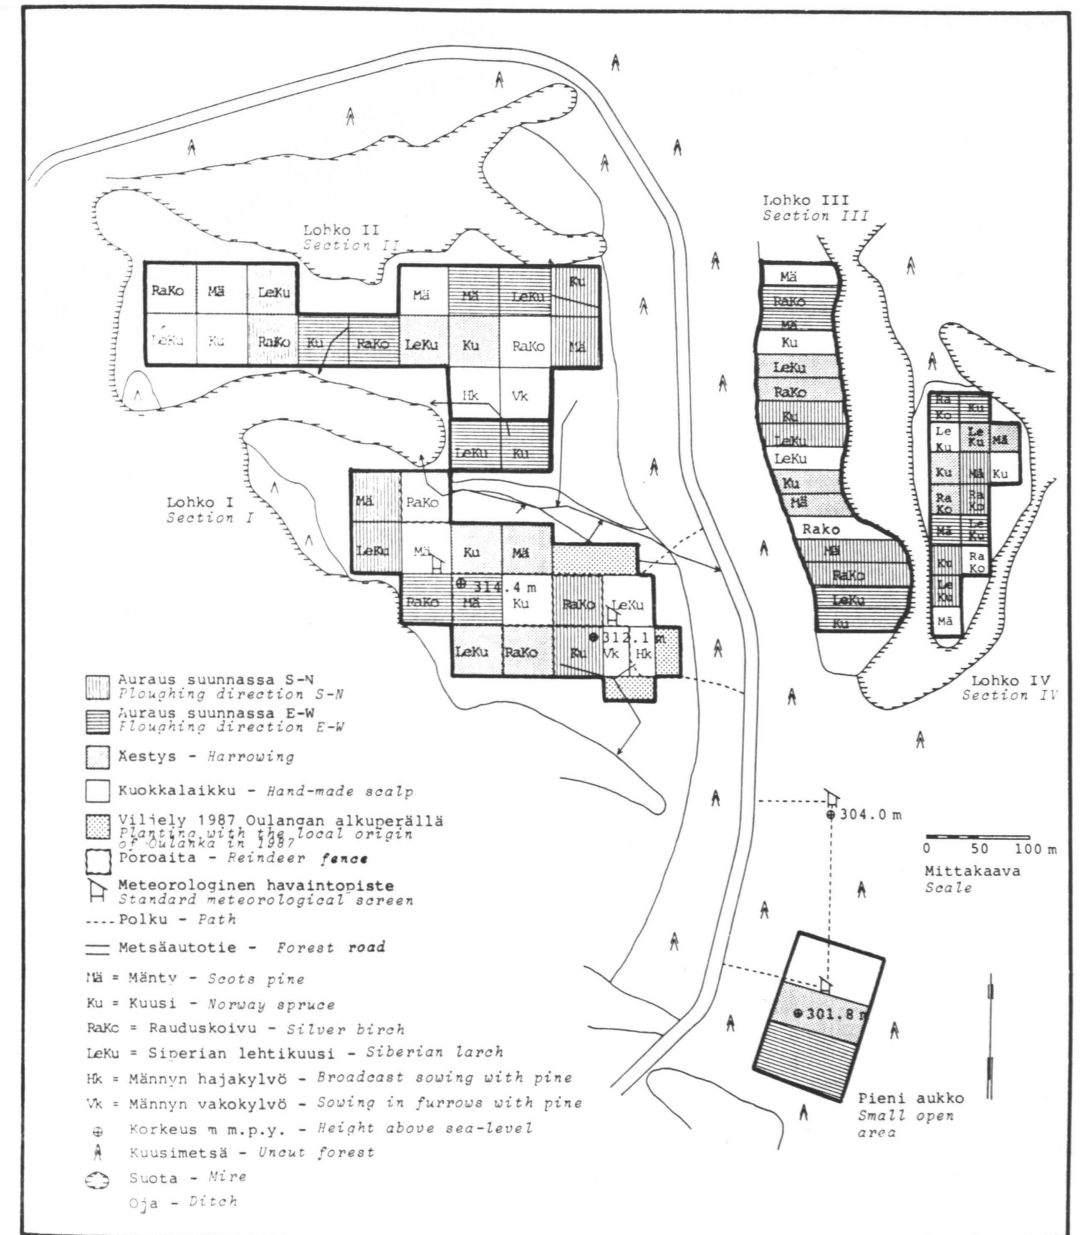 Lohko II
Section II
Lohko III
Section III
RaKo Mä LeKu Mä Mä LeKu Ku
LeKu Ku RaKo Ku RaKo LeKu Ku RaKo Mä
Hk Vk
LeKu Ku
Lohko I
Section I
Mä RaKo
LeKu Mä Ku Mä
RaKo Mä Ku RaKo LeKu
314.4 m
LeKu RaKo Ku Vk Hk
312.1 m
Mä
RaKo
Mä
Ku
LeKu
RaKo
Ku
LeKu
LeKu
Ku
Mä
Rako
Mä
RaKo
LeKu
Ku
Ra
Ko Ku
Le
Ku Le
Ku Mä
Ku Mä Ku
Ra
Ko Ra
Ko
Mä Le
Ku
Ku Ra
Ko
Le
Ku
Mä
Lohko IV
Section IV
Auraus suunnassa S-N
Ploughing direction S-N
Auraus suunnassa E-W
Ploughing direction E-W
Äestys - Harrowing
Kuokkalaikku - Hand-made scalp
Viljely 1987 Oulangan alkuperällä
Planting with the local origin
of Oulanka in 1987
Poroaita - Reindeer fence
Meteorologinen havaintopiste
Standard meteorological screen
Polku - Path
Metsäautotie - Forest road
Mä = Mänty - Scots pine
Ku = Kuusi - Norway spruce
RaKo = Rauduskoivu - Silver birch
LeKu = Siperian lehtikuusi - Siberian larch
Hk = Männyn hajakylvö - Broadcast sowing with pine
Vk = Männyn vakokylvö - Sowing in furrows with pine
Korkeus m m.p.y. - Height above sea-level
Kuusimetsä - Uncut forest
Suota - Mire
Oja - Ditch
304.0 m
0 50 100 m
Mittakaava
Scale
301.8 m
Pieni aukko
Small open
area